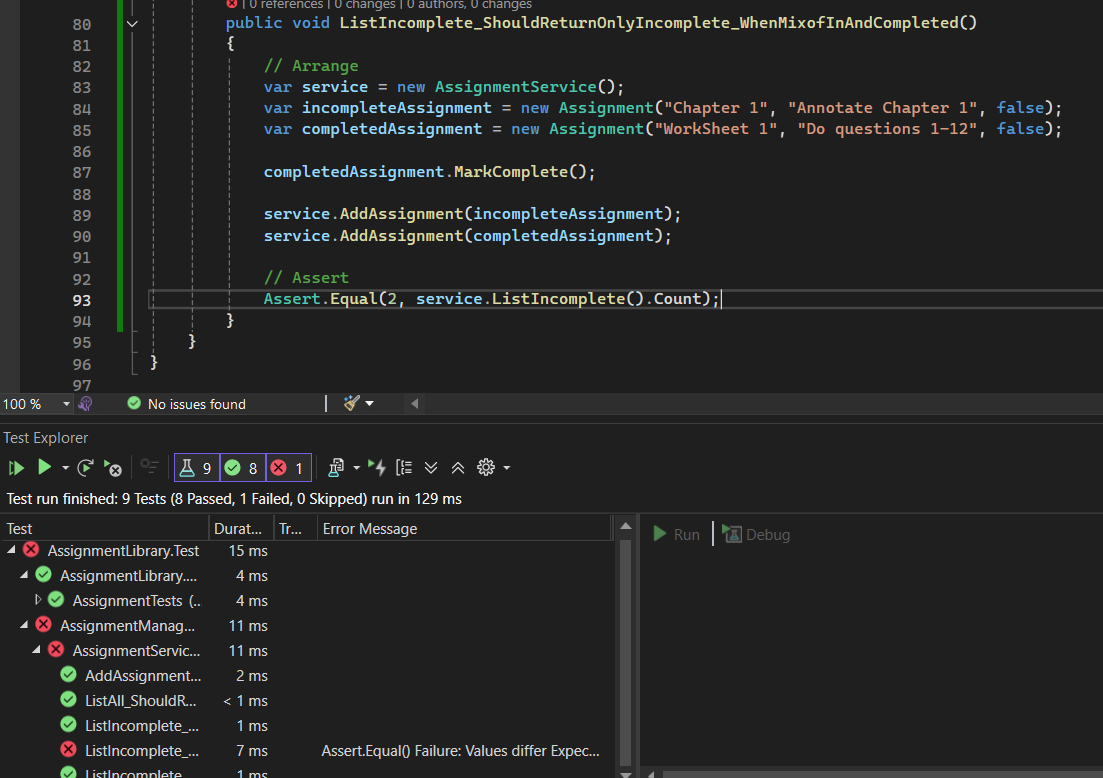 0 references | 0 changes | 0 authors, 0 changes
80 public void ListIncomplete_ShouldReturnOnlyIncomplete_WhenMixofInAndCompleted()
81 {
82 // Arrange
83 var service = new AssignmentService();
84 var incompleteAssignment = new Assignment("Chapter 1", "Annotate Chapter 1", false);
85 var completedAssignment = new Assignment("WorkSheet 1", "Do questions 1-12", false);
86
87 completedAssignment.MarkComplete();
88
89 service.AddAssignment(incompleteAssignment);
90 service.AddAssignment(completedAssignment);
91
92 // Assert
93 Assert.Equal(2, service.ListIncomplete().Count);
94 }
95 }
96 }
97
100 % No issues found
Test Explorer
9 8 1
Test run finished: 9 Tests (8 Passed, 1 Failed, 0 Skipped) run in 129 ms
Test Durat... Tr... Error Message
Run Debug
AssignmentLibrary.Test 15 ms
AssignmentLibrary.... 4 ms
AssignmentTests (.. 4 ms
AssignmentManag... 11 ms
AssignmentServic... 11 ms
AddAssignment... 2 ms
ListAll_ShouldR... < 1 ms
ListIncomplete_... 1 ms
ListIncomplete_... 7 ms Assert.Equal() Failure: Values differ Expec...
ListIncomplete 1 ms